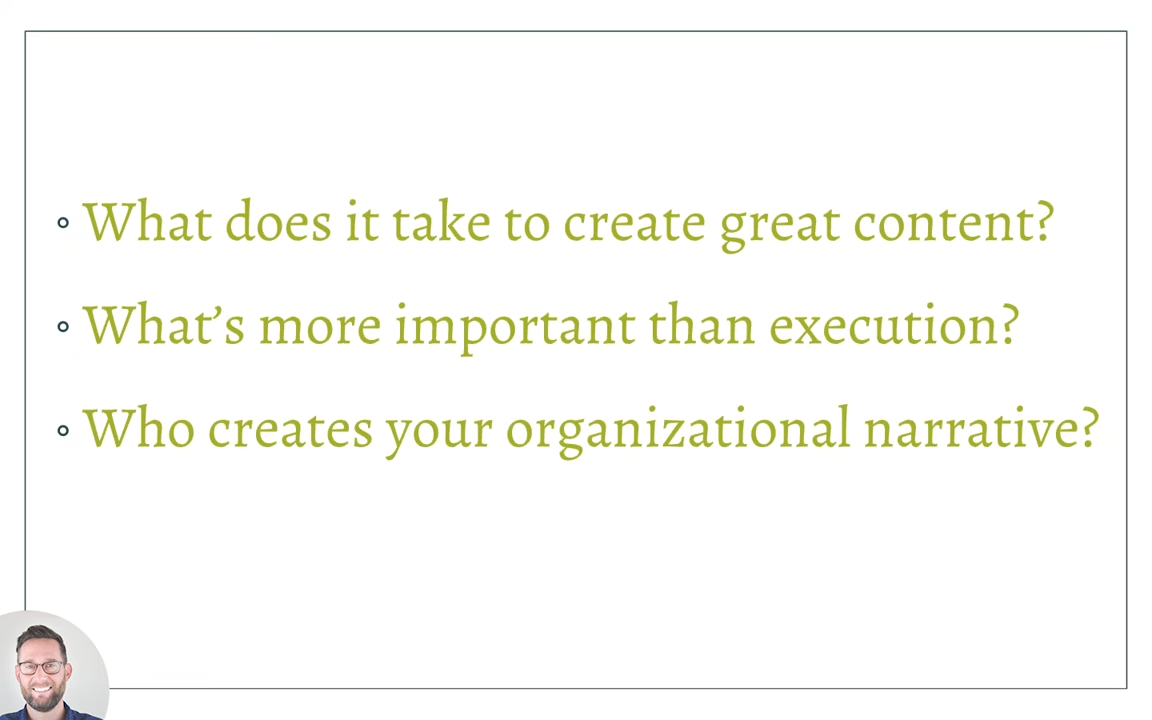 What does it take to create great content?
What’s more important than execution?
Who creates your organizational narrative?